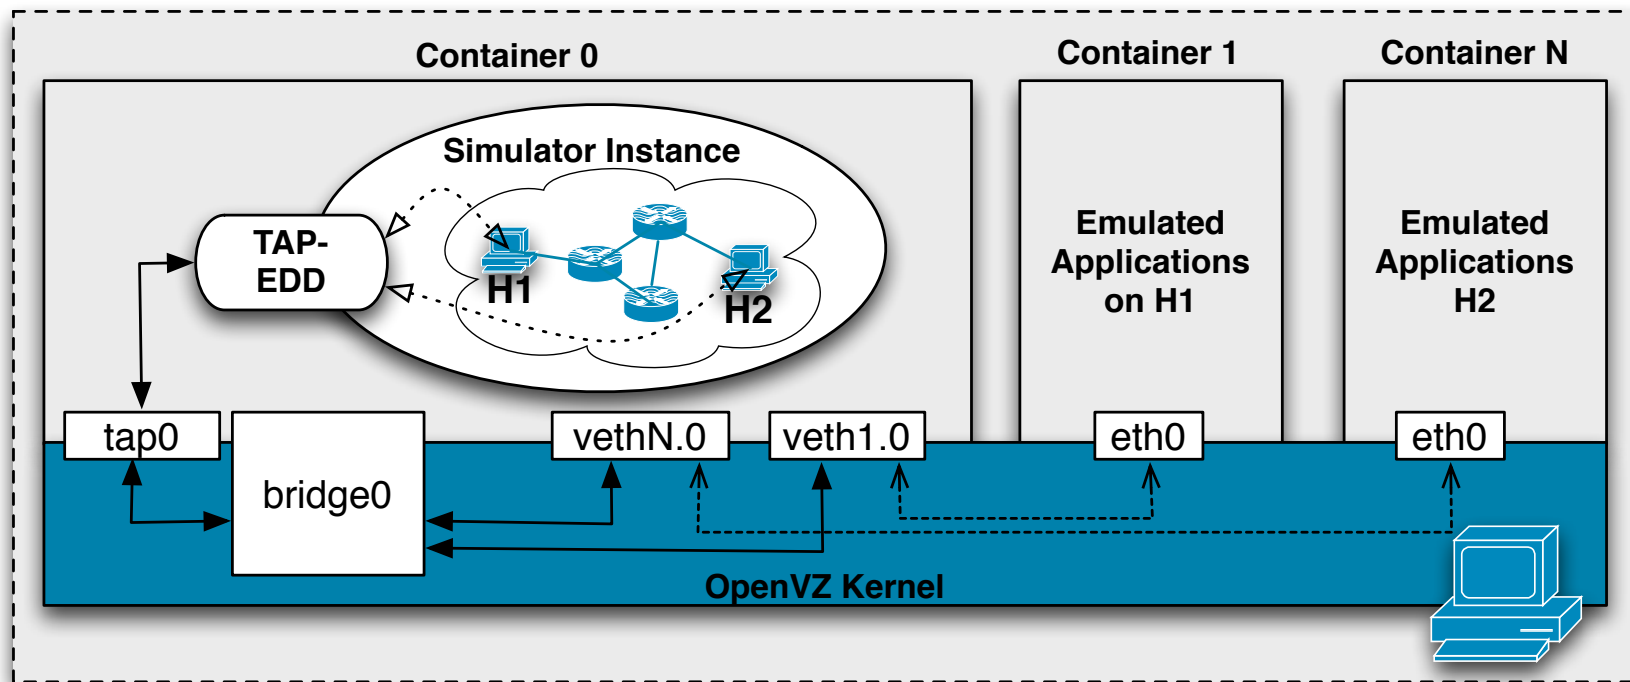 Container 0
Container 1
Container N
Simulator Instance
TAP-
EDD
H1
H2
Emulated
Applications
on H1
Emulated
Applications
H2
tap0
bridge0
vethN.0
veth1.0
eth0
eth0
OpenVZ Kernel